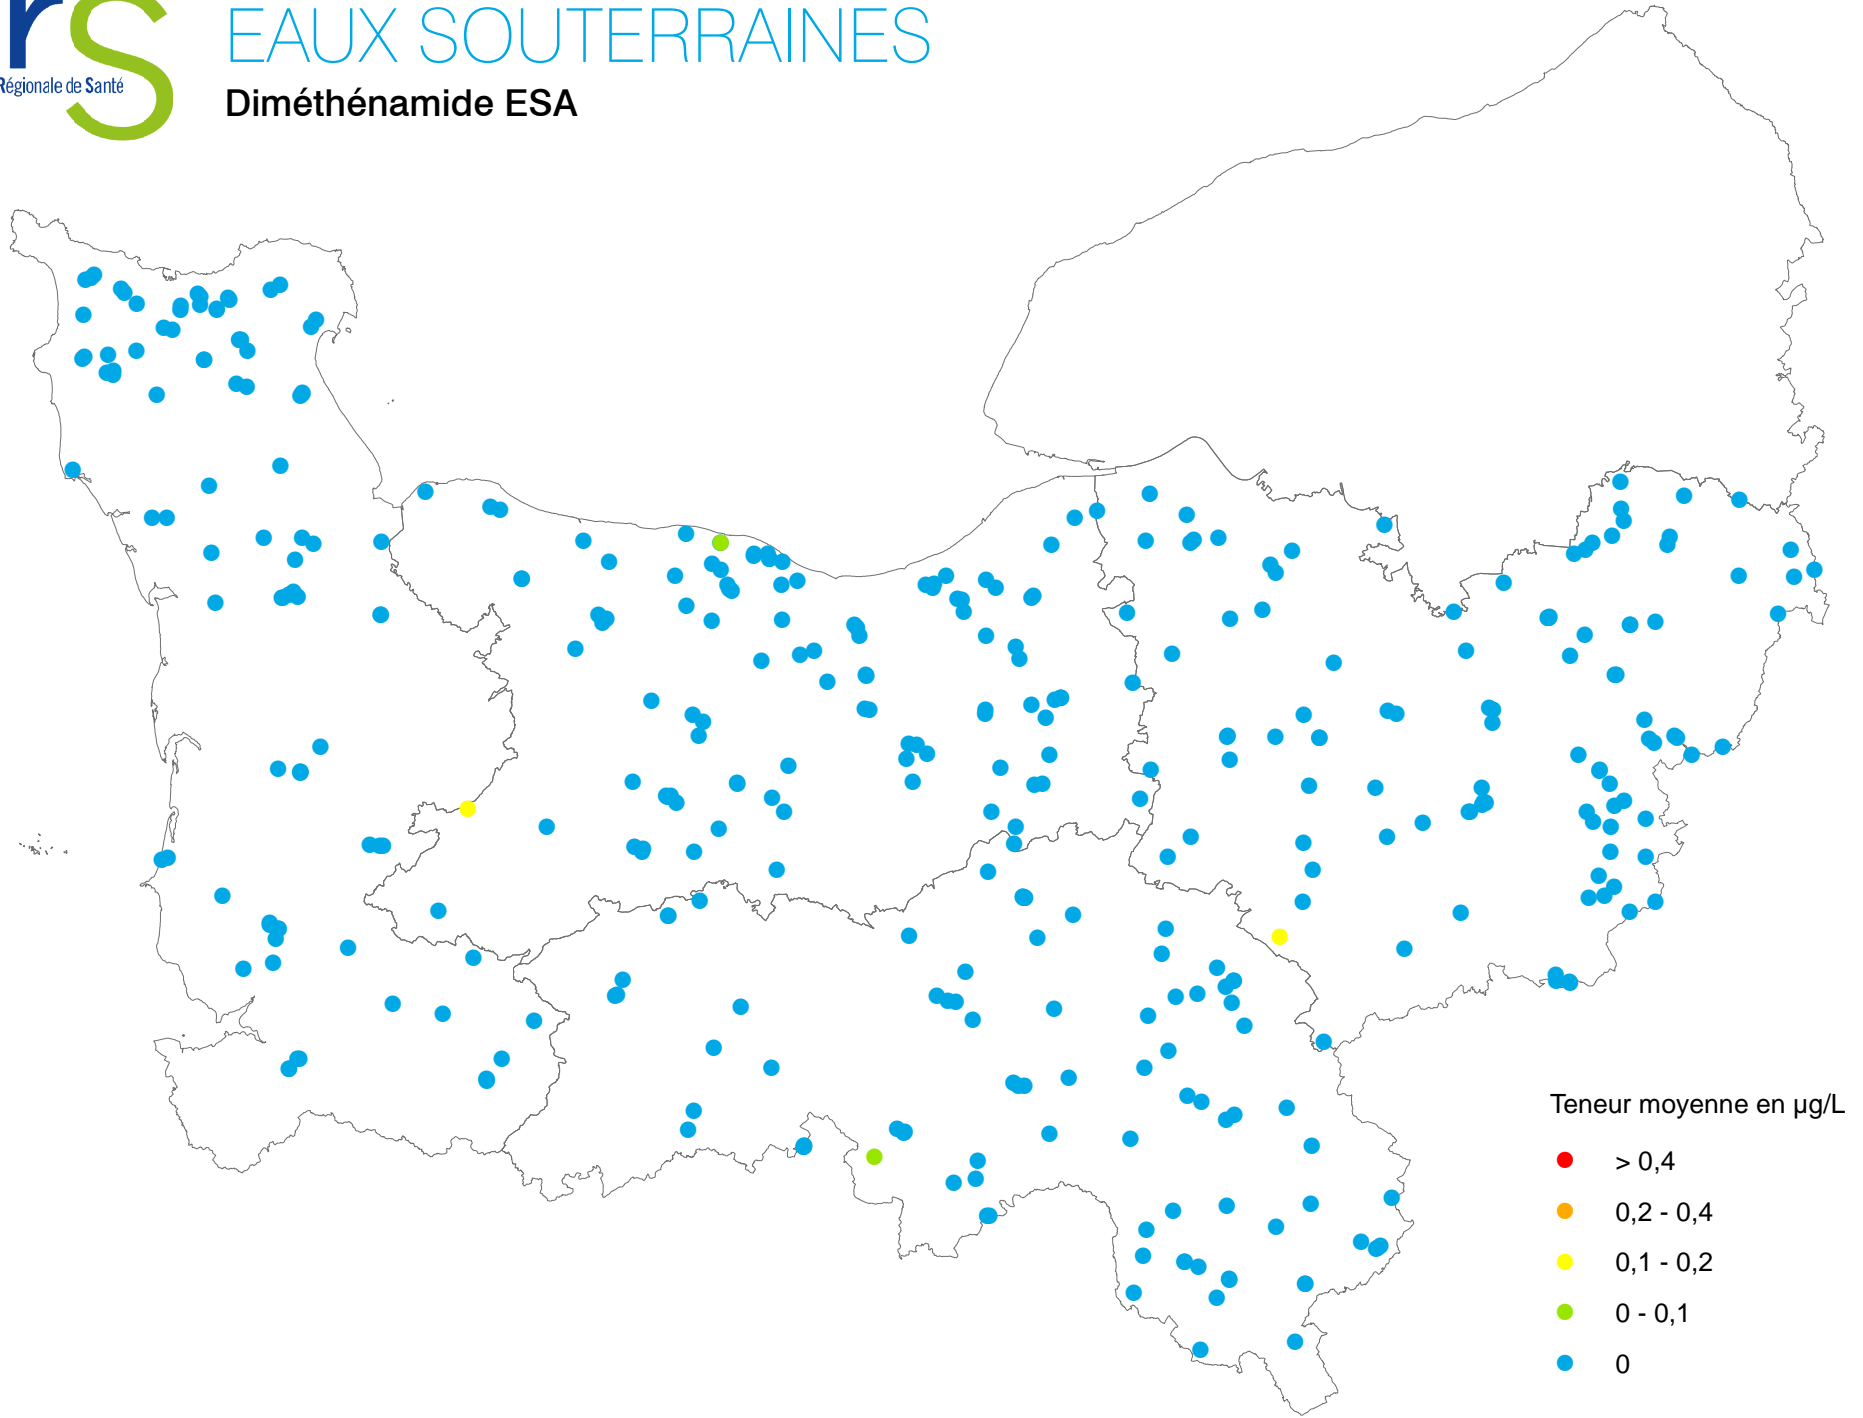 rS
EAUX SOUTERRAINES
Régionale de Santé
Diméthénamide ESA
Teneur moyenne en µg/L
> 0,4
0,2 - 0,4
0,1 - 0,2
0 - 0,1
0